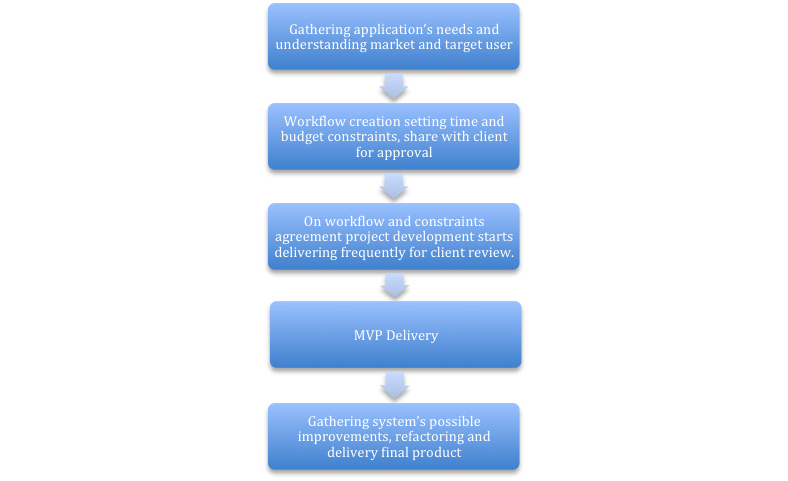 Gathering application’s needs and
understanding market and target user
Workflow creation setting time and
budget constraints, share with client
for approval
On workflow and constraints
agreement project development starts
delivering frequently for client review.
MVP Delivery
Gathering system’s possible
improvements, refactoring and
delivery final product